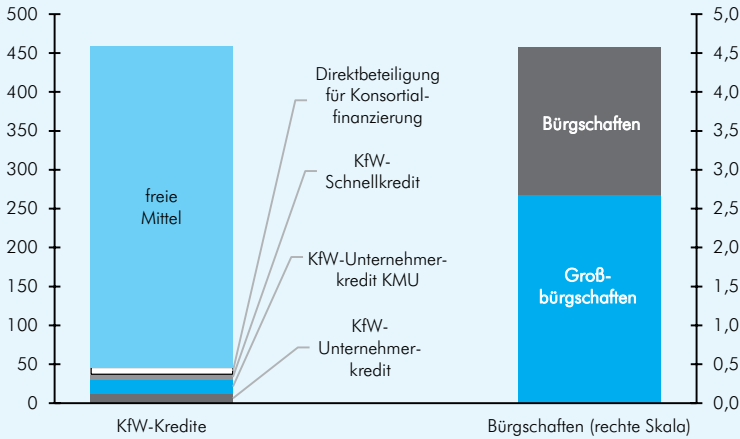 500
450
400
350
300
250
200
150
100
50
0
freie
Mittel
Direktbeteiligung
für Konsortial-
finanzierung
KfW-
Schnellkredit
KfW-Unternehmer-
kredit KMU
KfW-
Unternehmer-
kredit
Bürgschaften
Groß-
bürgschaften
5,0
4,5
4,0
3,5
3,0
2,5
2,0
1,5
1,0
0,5
0,0
KfW-Kredite
Bürgschaften (rechte Skala)